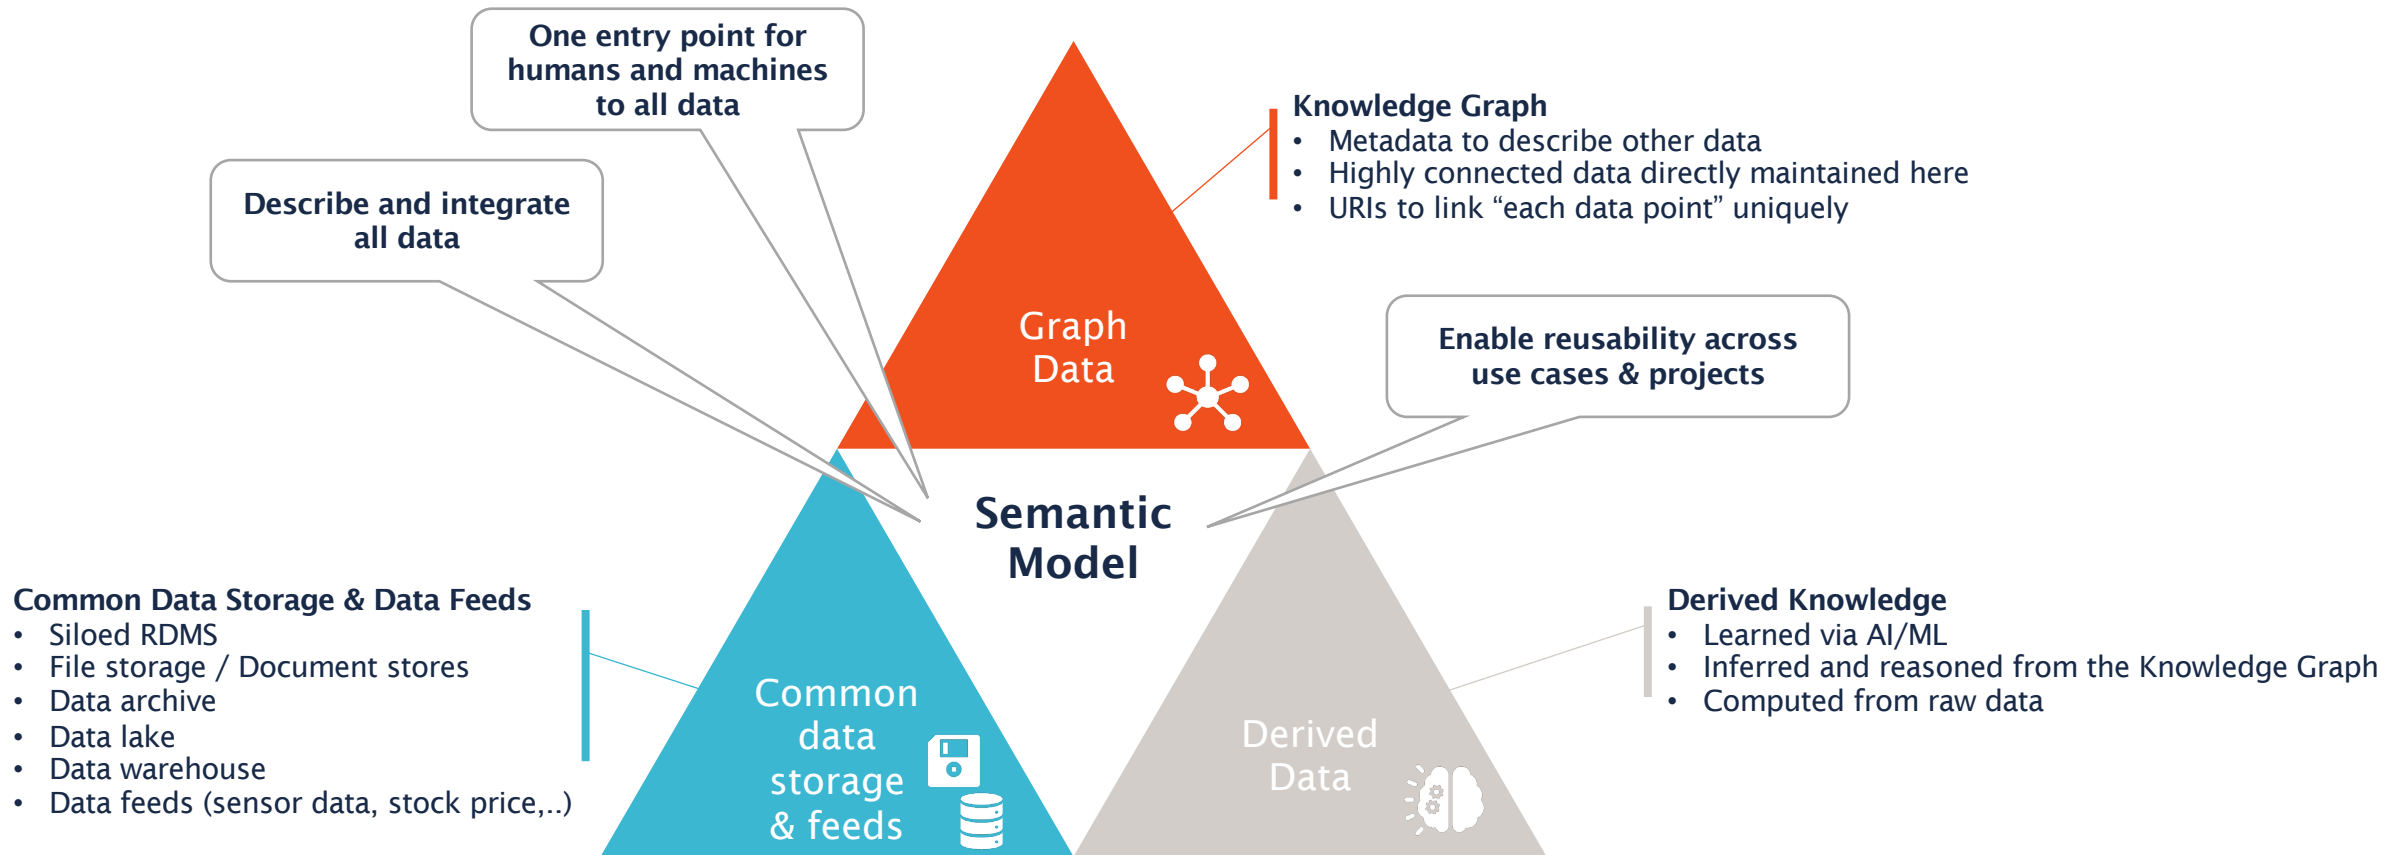 One entry point for
humans and machines
to all data
Describe and integrate
all data
Knowledge Graph
• Metadata to describe other data
• Highly connected data directly maintained here
• URIs to link “each data point” uniquely
Graph
Data
Enable reusability across
use cases & projects
Semantic
Model
Common Data Storage & Data Feeds
• Siloed RDMS
• File storage / Document stores
• Data archive
• Data lake
• Data warehouse
• Data feeds (sensor data, stock price,..)
Common
data
storage
& feeds
Derived
Data
Derived Knowledge
• Learned via AI/ML
• Inferred and reasoned from the Knowledge Graph
• Computed from raw data